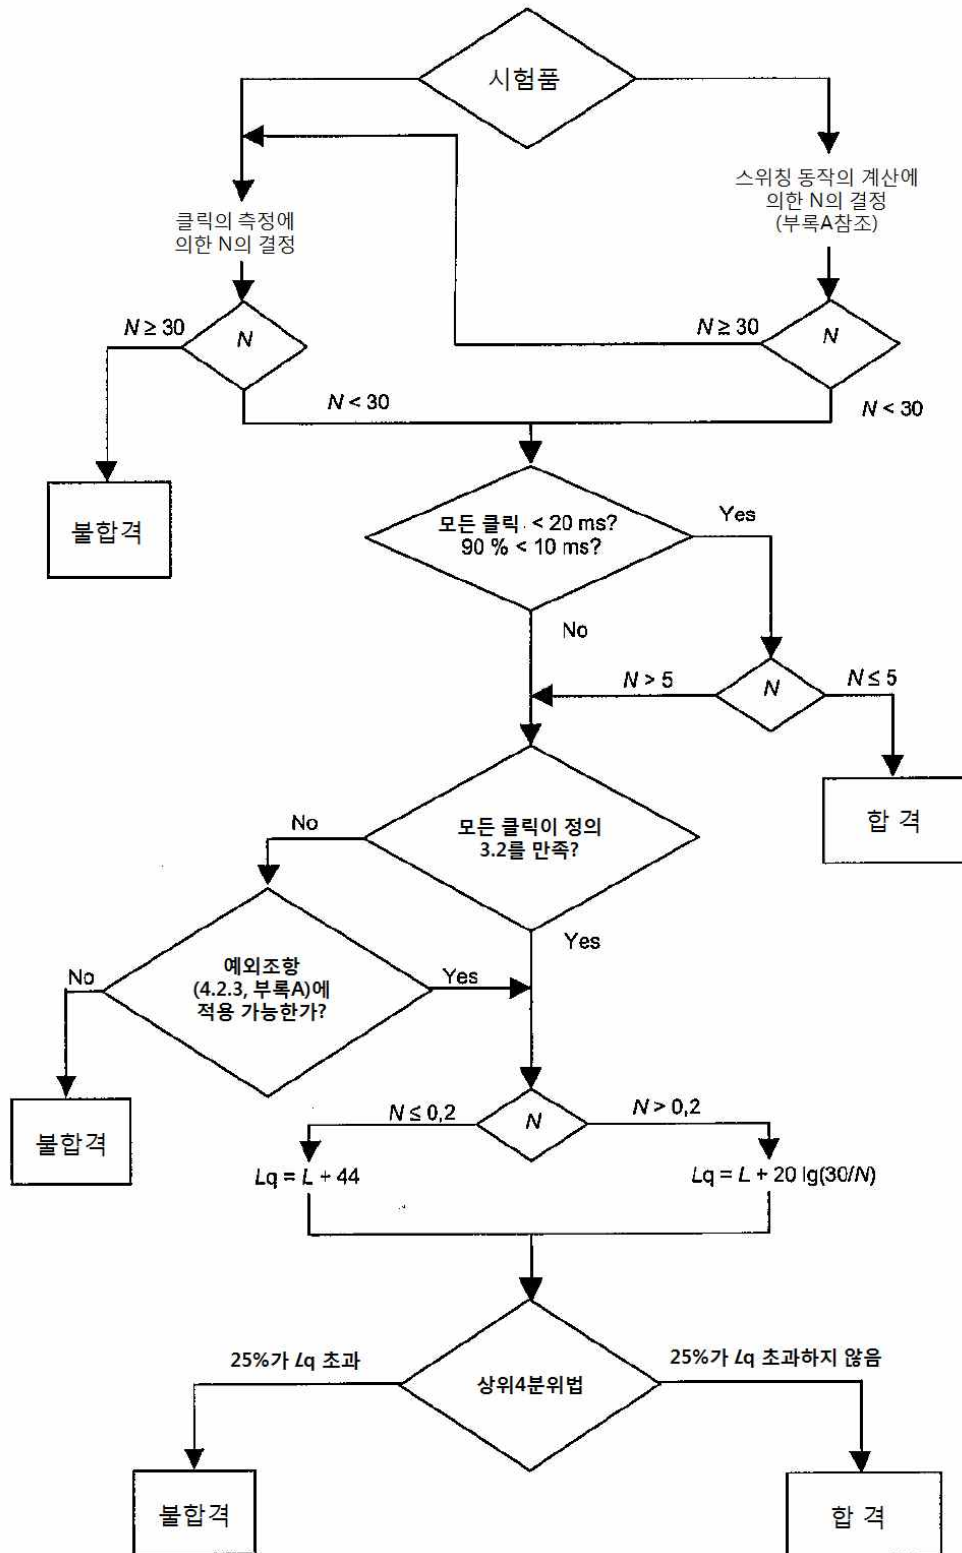 시험품
스위칭 동작의 계산에
의한 N의 결정
(부록A참조)
클릭의 측정에
의한 N의 결정
N ≥ 30
N
N ≥ 30
N
N < 30
N < 30
불합격
모든 클릭 < 20 ms?
90 % < 10 ms?
Yes
No
N > 5
N
N ≤ 5
합 격
모든 클릭이 정의
3.2를 만족?
No
Yes
예외조항
(4.2.3, 부록A)에
적용 가능한가?
No
Yes
불합격
N ≤ 0,2
N
N > 0,2
Lq = L + 44
Lq = L + 20 lg(30/N)
25%가 Lq 초과
25%가 Lq 초과하지 않음
상위4분위법
불합격
합 격